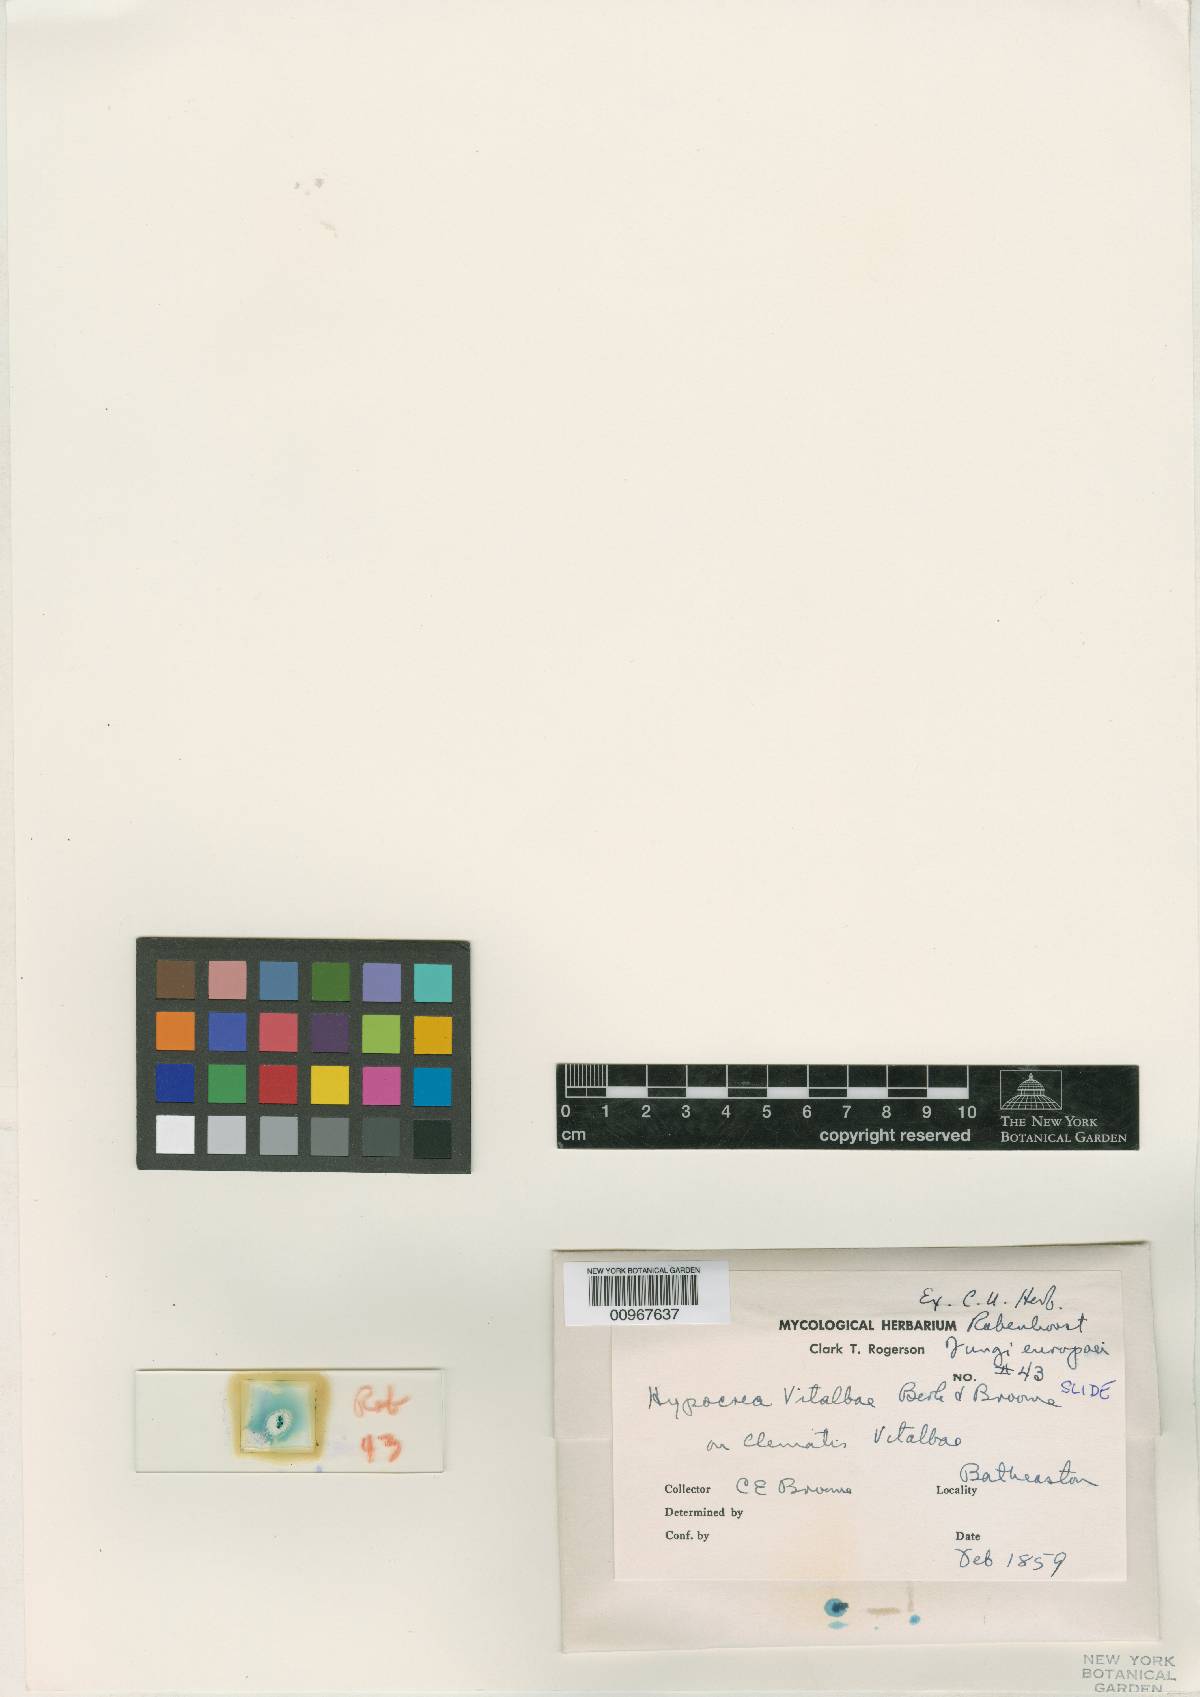 0 1 2 3 4 5 6 7 8 9 10
cm copyright reserved
THE NEW YORK
BOTANICAL GARDEN
NEW YORK BOTANICAL GARDEN
00967637
Ex. C. U. Herb.
MYCOLOGICAL HERBARIUM Rabenhorst
Clark T. Rogerson Fungi europaei
NO. #43
Hypocrea Vitalbae Berk & Broome SLIDE
on Clematis Vitalbae
Batheaston
Collector CE Broome Locality
Determined by
Conf. by Date
Feb 1859
Rab
43
NEW YORK
BOTANICAL
GARDEN